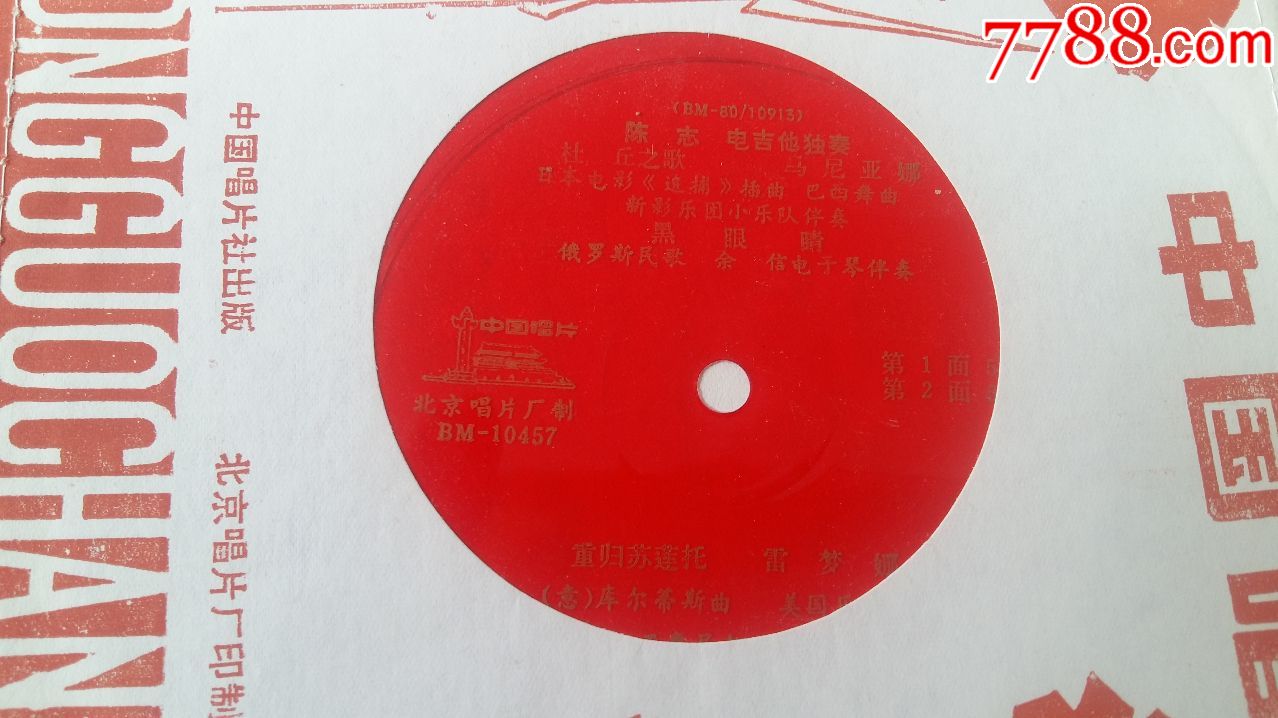 7788.com
ONGGUOCHAN
中国唱片社出版
北京唱片厂印制
(BM-80/10913)
陈 志 电吉他独奏
杜 丘之歌 马尼亚娜
日本电影《追捕》插曲 巴西舞曲
新影乐团小乐队伴奏
黑 眼 睛
俄罗斯民歌 余 信电子琴伴奏
中国唱片
北京唱片厂制
BM-10457
第1面
第2面
重归苏莲托 雷梦娜
(意)库尔蒂斯曲 美国
中国